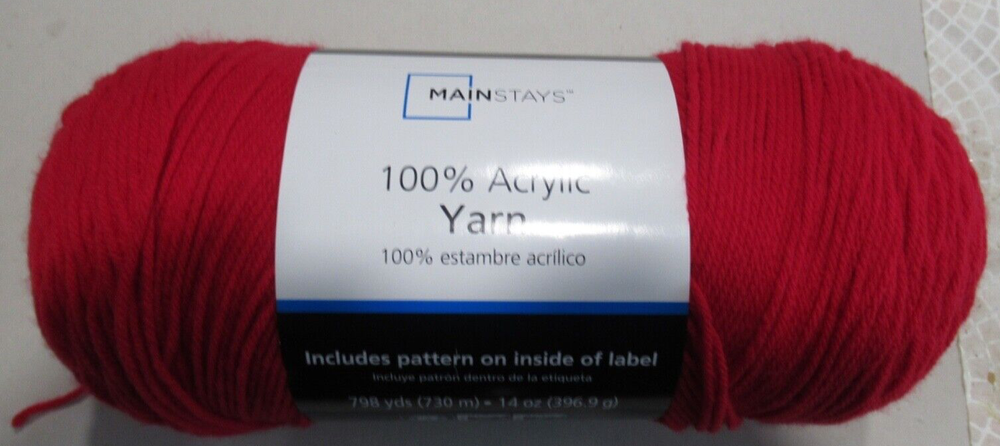 MAINSTAYS™
100% Acrylic
Yarn
100% estambre acrílico
Includes pattern on inside of label
Incluye patrón dentro de la etiqueta
798 yds (730 m) • 14 oz (396.9 g)